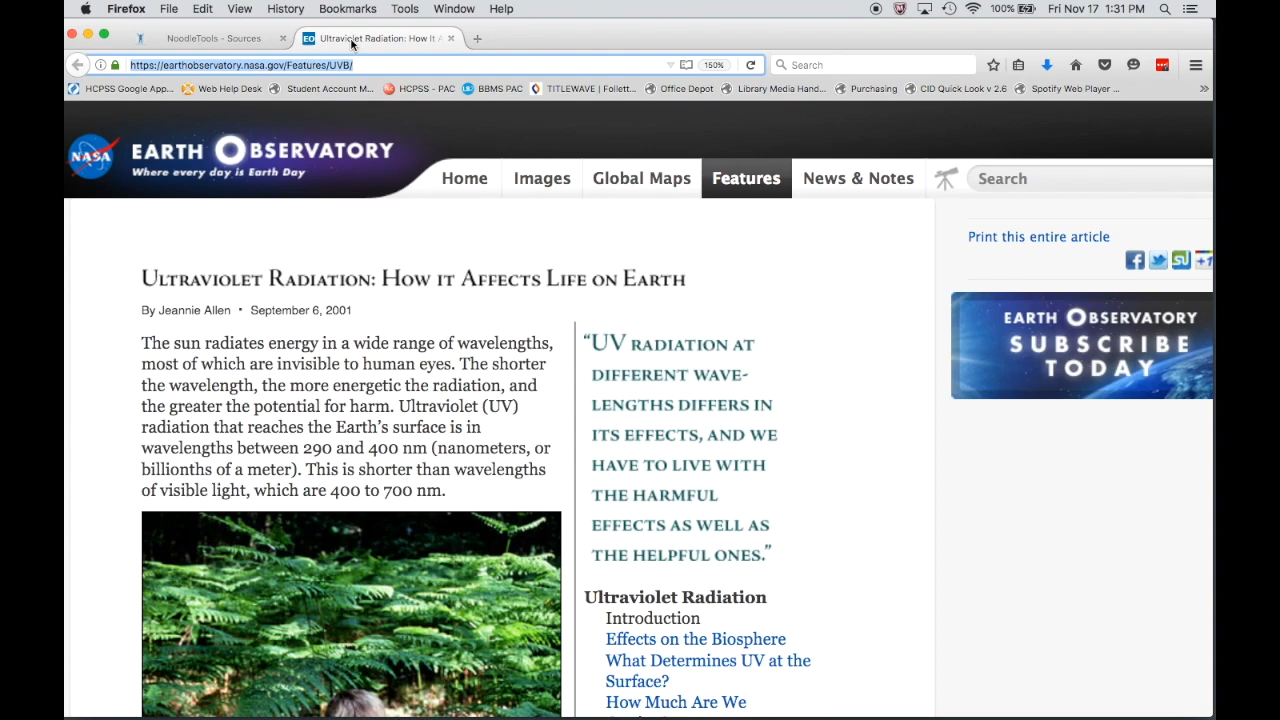 Firefox File Edit View History Bookmarks Tools Window Help 100% Fri Nov 17 1:31 PM
NoodleTools - Sources EO Ultraviolet Radiation: How It A
https://earthobservatory.nasa.gov/Features/UVB/ 150% Search
HCPSS Google App... Web Help Desk Student Account M... HCPSS - PAC BBMS PAC TITLEWAVE | Follett... Office Depot Library Media Hand... Purchasing CID Quick Look v 2.6 Spotify Web Player ...
NASA EARTH OBSERVATORY
Where every day is Earth Day
Home Images Global Maps Features News & Notes Search
Print this entire article
+1
EARTH OBSERVATORY
SUBSCRIBE
TODAY
Ultraviolet Radiation: How it Affects Life on Earth
By Jeannie Allen • September 6, 2001
The sun radiates energy in a wide range of wavelengths,
most of which are invisible to human eyes. The shorter
the wavelength, the more energetic the radiation, and
the greater the potential for harm. Ultraviolet (UV)
radiation that reaches the Earth’s surface is in
wavelengths between 290 and 400 nm (nanometers, or
billionths of a meter). This is shorter than wavelengths
of visible light, which are 400 to 700 nm.
“UV radiation at
different wave-
lengths differs in
its effects, and we
have to live with
the harmful
effects as well as
the helpful ones.”
Ultraviolet Radiation
Introduction
Effects on the Biosphere
What Determines UV at the
Surface?
How Much Are We